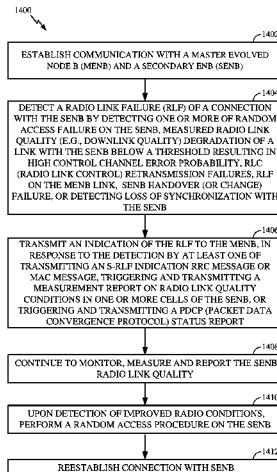 1400
1402
ESTABLISH COMMUNICATION WITH A MASTER EVOLVED
NODE B (MENB) AND A SECONDARY ENB (SENB)
1404
DETECT A RADIO LINK FAILURE (RLF) OF A CONNECTION
WITH THE SENB BY DETECTING ONE OR MORE OF RANDOM
ACCESS FAILURE ON THE SENB, MEASURED RADIO LINK
QUALITY (E.G., DOWNLINK QUALITY) DEGRADATION OF A
LINK WITH THE SENB BELOW A THRESHOLD RESULTING IN
HIGH CONTROL CHANNEL ERROR PROBABILITY, RLC
(RADIO LINK CONTROL) RETRANSMISSION FAILURES, RLF
ON THE MENB LINK, SENB HANDOVER (OR CHANGE)
FAILURE, OR DETECTING LOSS OF SYNCHRONIZATION WITH
THE SENB
1406
TRANSMIT AN INDICATION OF THE RLF TO THE MENB, IN
RESPONSE TO THE DETECTION BY AT LEAST ONE OF
TRANSMITTING AN S-RLF INDICATION RRC MESSAGE OR
MAC MESSAGE, TRIGGERING AND TRANSMITTING A
MEASUREMENT REPORT ON RADIO LINK QUALITY
CONDITIONS IN ONE OR MORE CELLS OF THE SENB, OR
TRIGGERING AND TRANSMITTING A PDCP (PACKET DATA
CONVERGENCE PROTOCOL) STATUS REPORT
1408
CONTINUE TO MONITOR, MEASURE AND REPORT THE SENB
RADIO LINK QUALITY
1410
UPON DETECTION OF IMPROVED RADIO CONDITIONS,
PERFORM A RANDOM ACCESS PROCEDURE ON THE SENB
1412
REESTABLISH CONNECTION WITH SENB